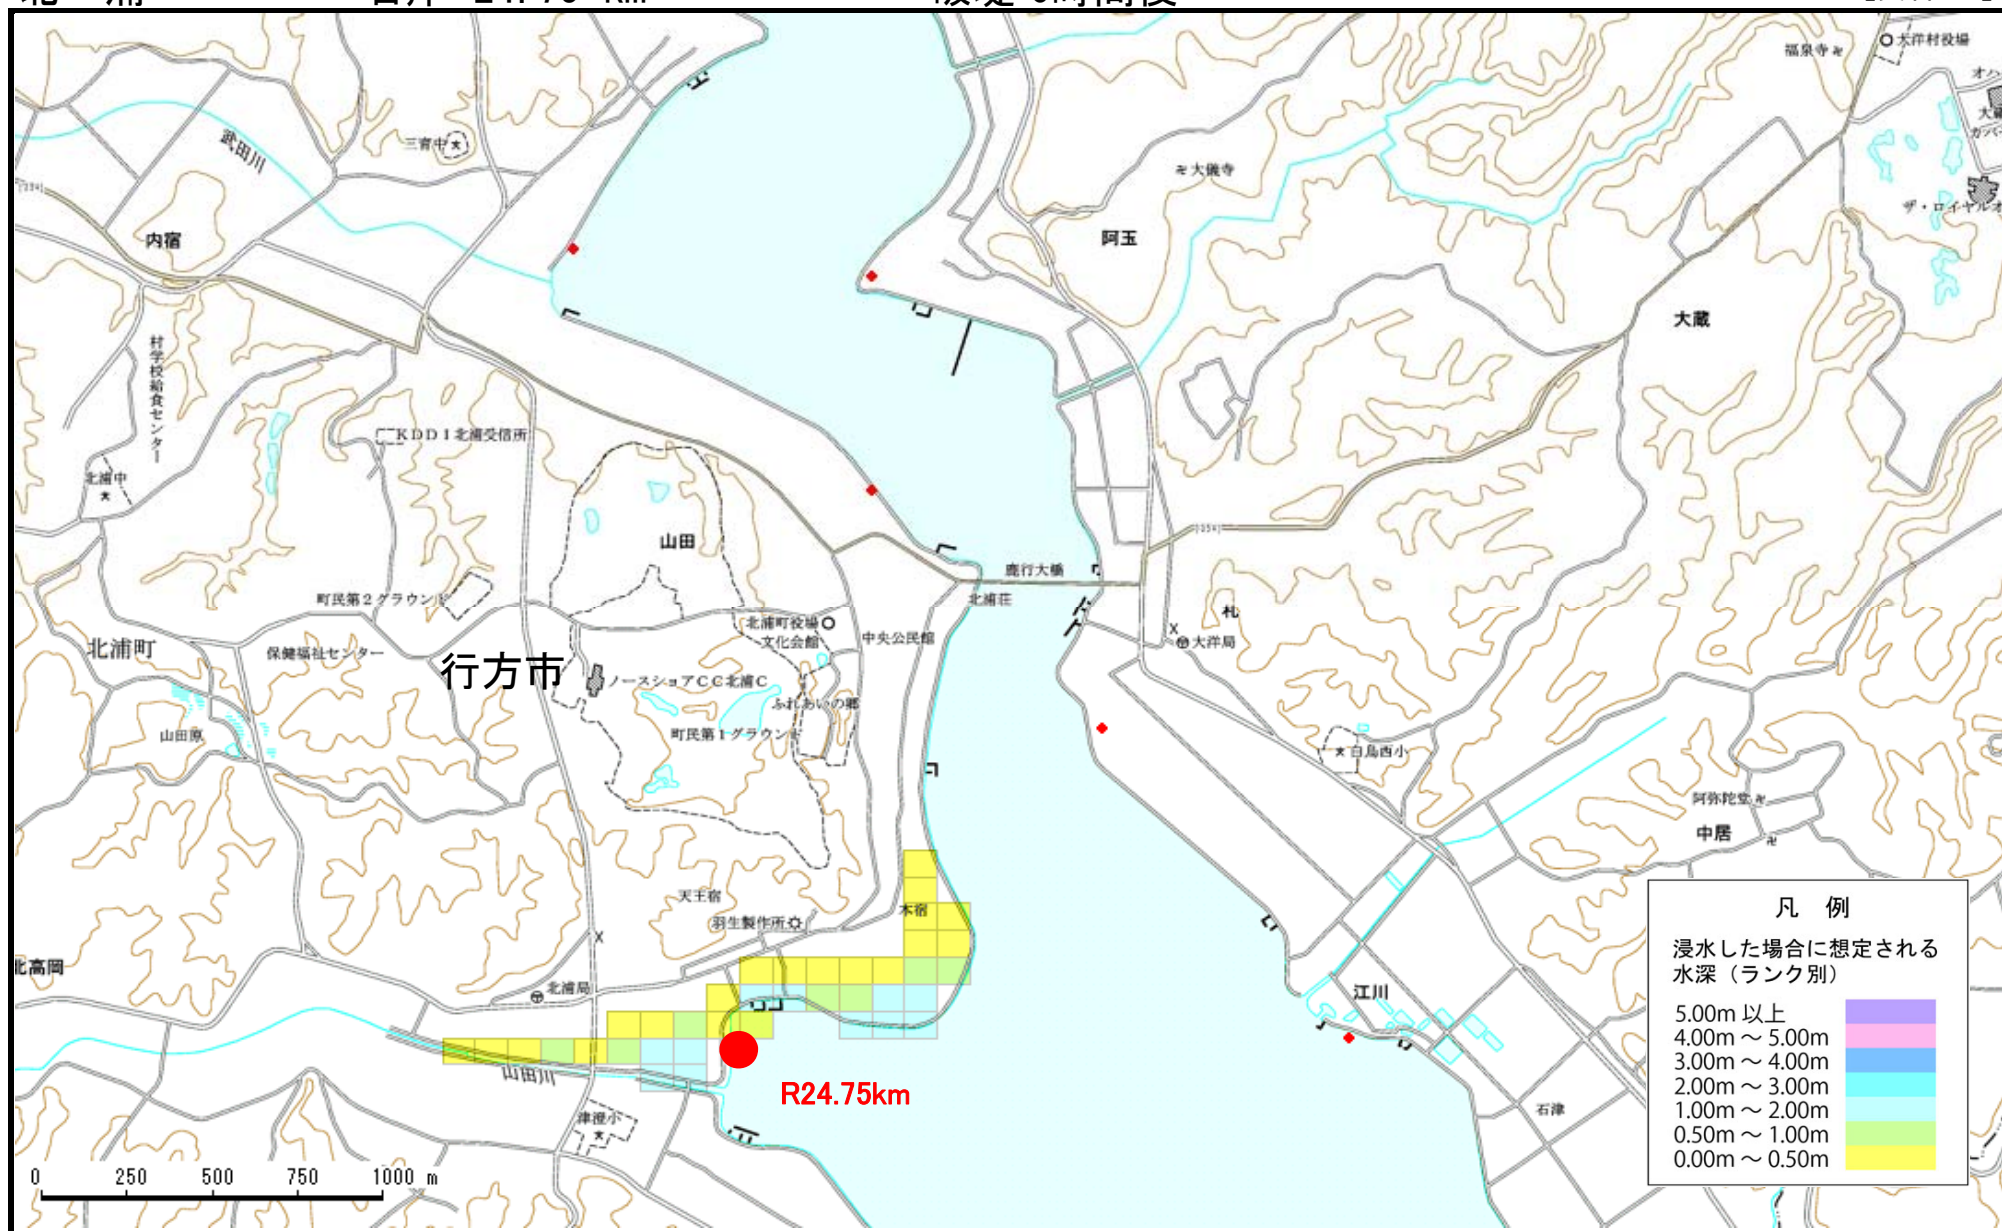 福泉寺
大洋村役場
三育中
武田川
大儀寺
内宿
阿玉
大蔵
村学校給食センター
KDDI北浦受信所
北浦中
山田
鹿行大橋
北浦荘
町民第2グラウンド
札
北浦町役場
文化会館
中央公民館
大洋局
北浦町
保健福祉センター
行方市
ノースショアCC北浦C
ふれあいの郷
山田原
町民第1グラウンド
白鳥西小
阿弥陀堂
中居
天王宿
羽生製作所
本宿
北高岡
北浦局
江川
山田川
R24.75km
津澄小
石津
凡 例
浸水した場合に想定される
水深（ランク別）
5.00m 以上
4.00m ～ 5.00m
3.00m ～ 4.00m
2.00m ～ 3.00m
1.00m ～ 2.00m
0.50m ～ 1.00m
0.00m ～ 0.50m
0 250 500 750 1000 m